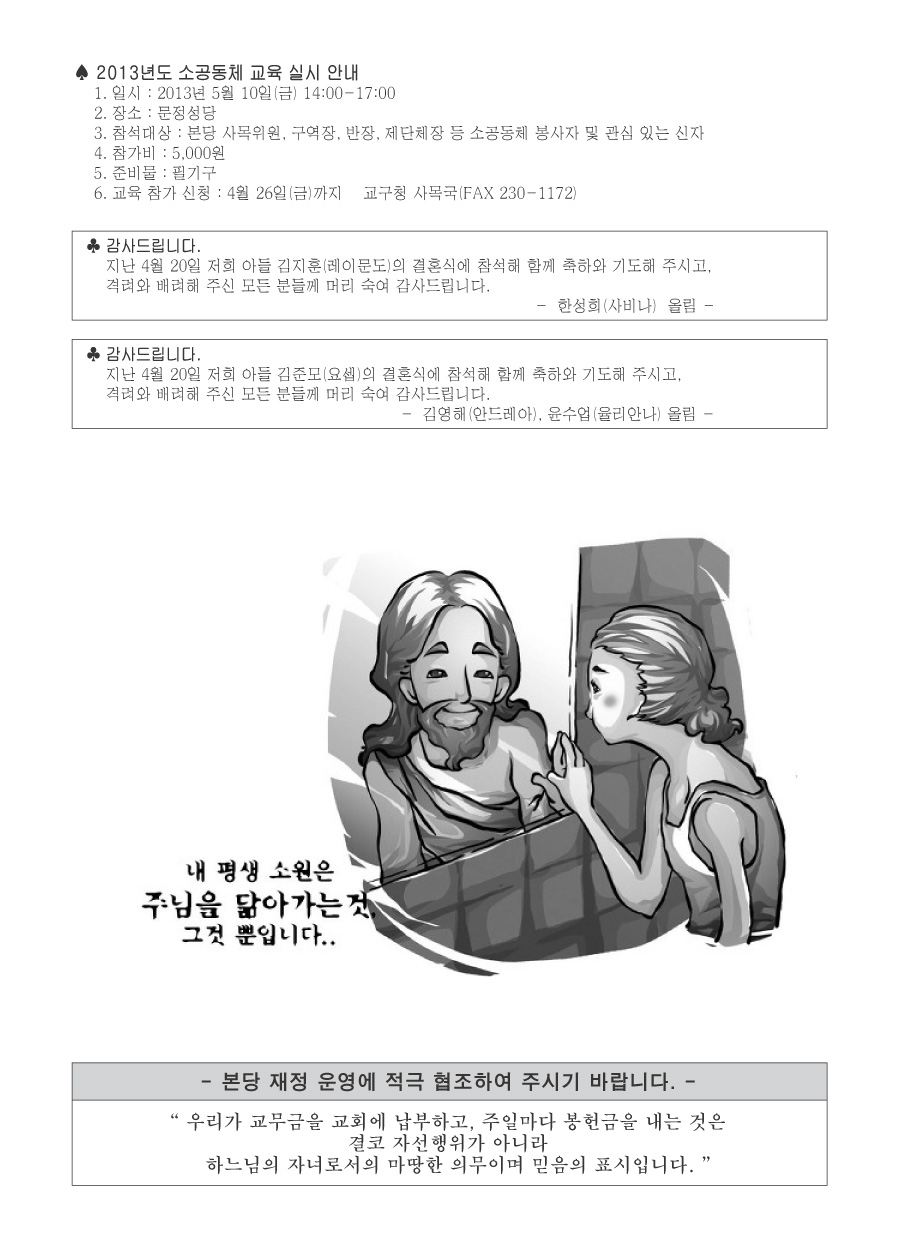 ♠ 2013년도 소공동체 교육 실시 안내
1. 일시 : 2013년 5월 10일(금) 14:00-17:00
2. 장소 : 문정성당
3. 참석대상 : 본당 사목위원, 구역장, 반장, 제단체장 등 소공동체 봉사자 및 관심 있는 신자
4. 참가비 : 5,000원
5. 준비물 : 필기구
6. 교육 참가 신청 : 4월 26일(금)까지 교구청 사목국(FAX 230-1172)
♣ 감사드립니다.
지난 4월 20일 저희 아들 김지훈(레이문도)의 결혼식에 참석해 함께 축하와 기도해 주시고,
격려와 배려해 주신 모든 분들께 머리 숙여 감사드립니다.
- 한성희(사비나) 올림 -
♣ 감사드립니다.
지난 4월 20일 저희 아들 김준모(요셉)의 결혼식에 참석해 함께 축하와 기도해 주시고,
격려와 배려해 주신 모든 분들께 머리 숙여 감사드립니다.
- 김영해(안드레아), 윤수업(율리안나) 올림 -
내 평생 소원은
주님을 닮아가는것,
그것 뿐입니다..
- 본당 재정 운영에 적극 협조하여 주시기 바랍니다. -
“ 우리가 교무금을 교회에 납부하고, 주일마다 봉헌금을 내는 것은
결코 자선행위가 아니라
하느님의 자녀로서의 마땅한 의무이며 믿음의 표시입니다. ”